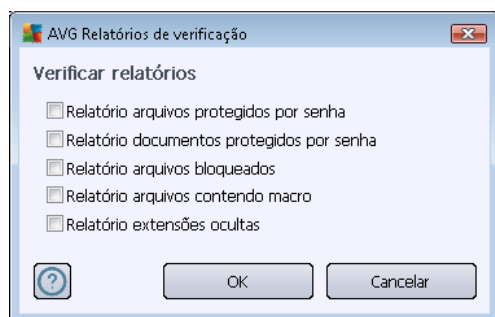 AVG Relatórios de verificação
Verificar relatórios
Relatório arquivos protegidos por senha
Relatório documentos protegidos por senha
Relatório arquivos bloqueados
Relatório arquivos contendo macro
Relatório extensões ocultas
? OK Cancelar